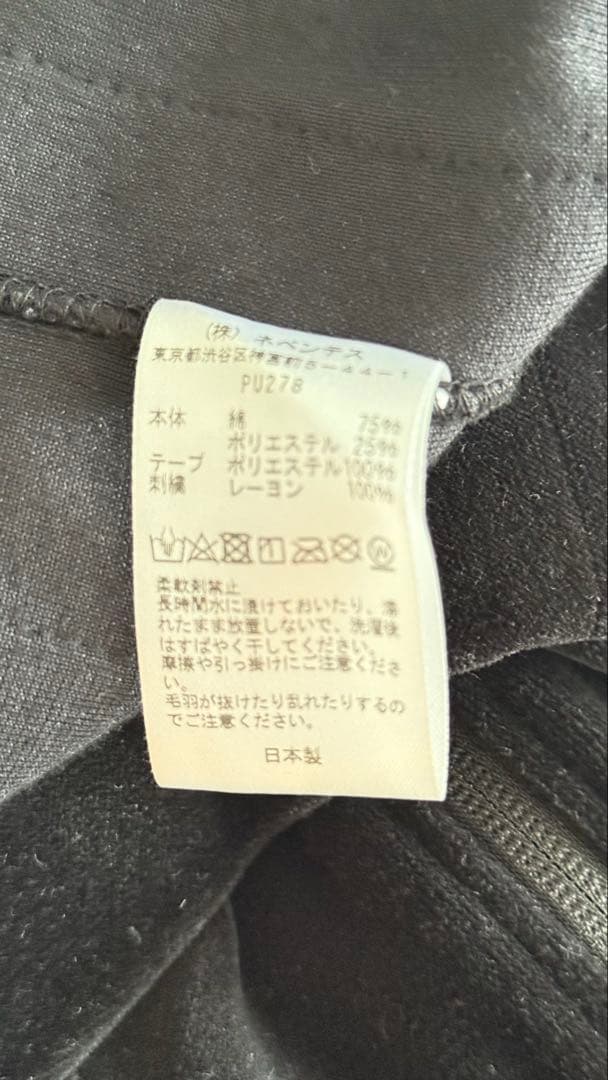 (株) ネペンテス
東京都渋谷区神宮前5-44-1
PU278
本体 綿 75%
ポリエステル 25%
テープ ポリエステル100%
刺繍 レーヨン 100%
柔軟剤禁止
長時間水に漬けておいたり、濡
れたまま放置しないで、洗濯後
はすばやく干してください。
摩擦や引っ掛けにご注意くださ
い。
毛羽が抜けたり乱れたりするの
でご注意ください。
日本製